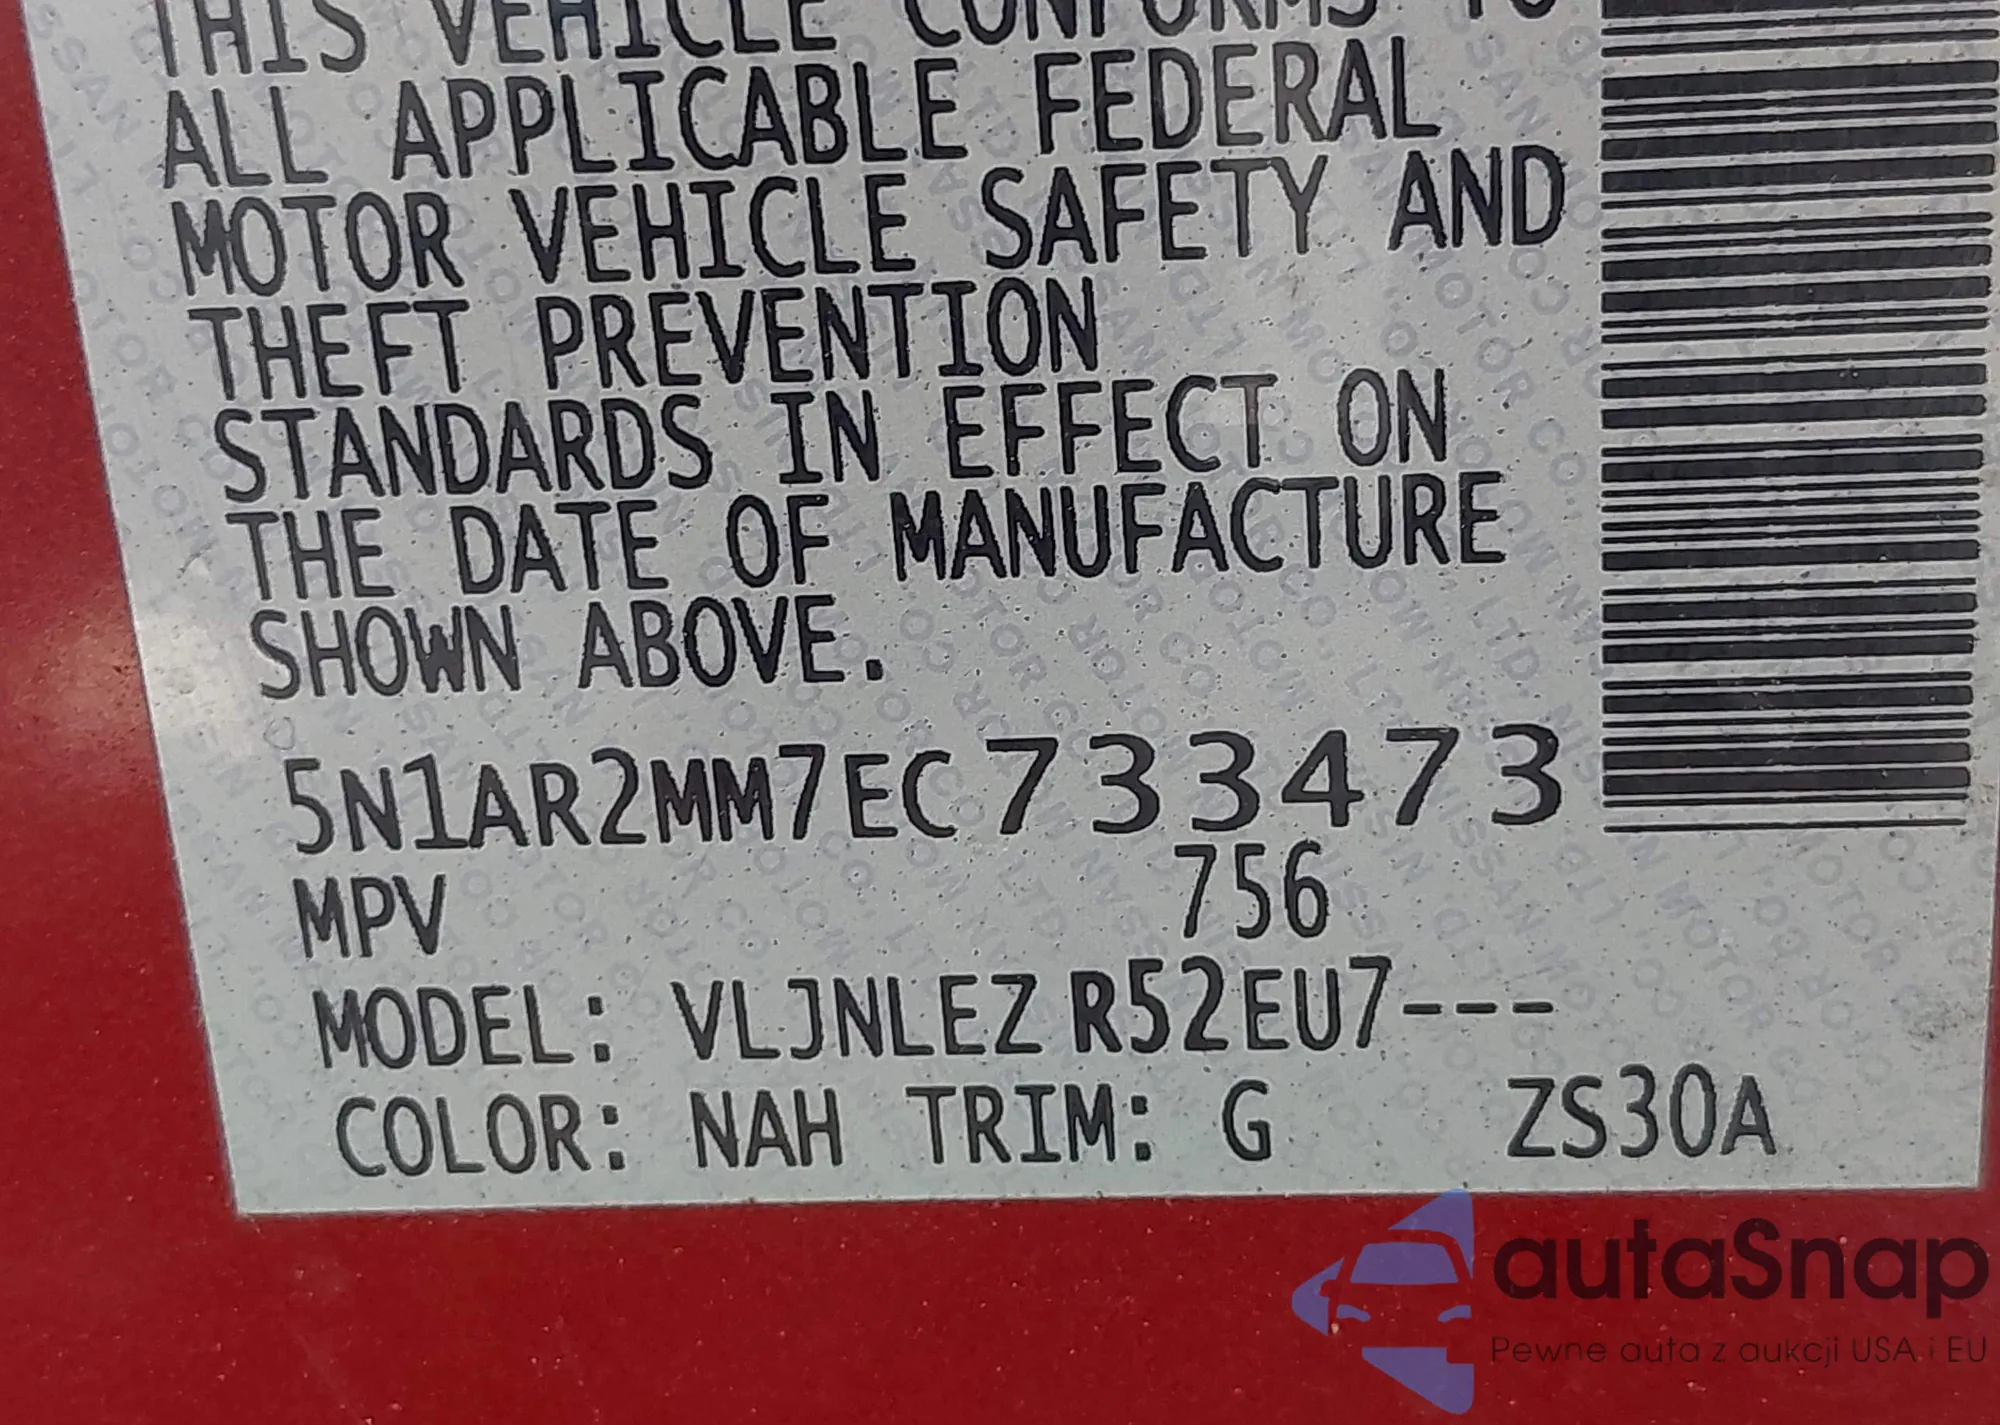 THIS VEHICLE CONFORMS TO
ALL APPLICABLE FEDERAL
MOTOR VEHICLE SAFETY AND
THEFT PREVENTION
STANDARDS IN EFFECT ON
THE DATE OF MANUFACTURE
SHOWN ABOVE.
5N1AR2MM7EC733473
MPV 756
MODEL: VLJNLEZ R52EU7---
COLOR: NAH TRIM: G ZS30A
autaSnap
Pewne auta z aukcji USA i EU